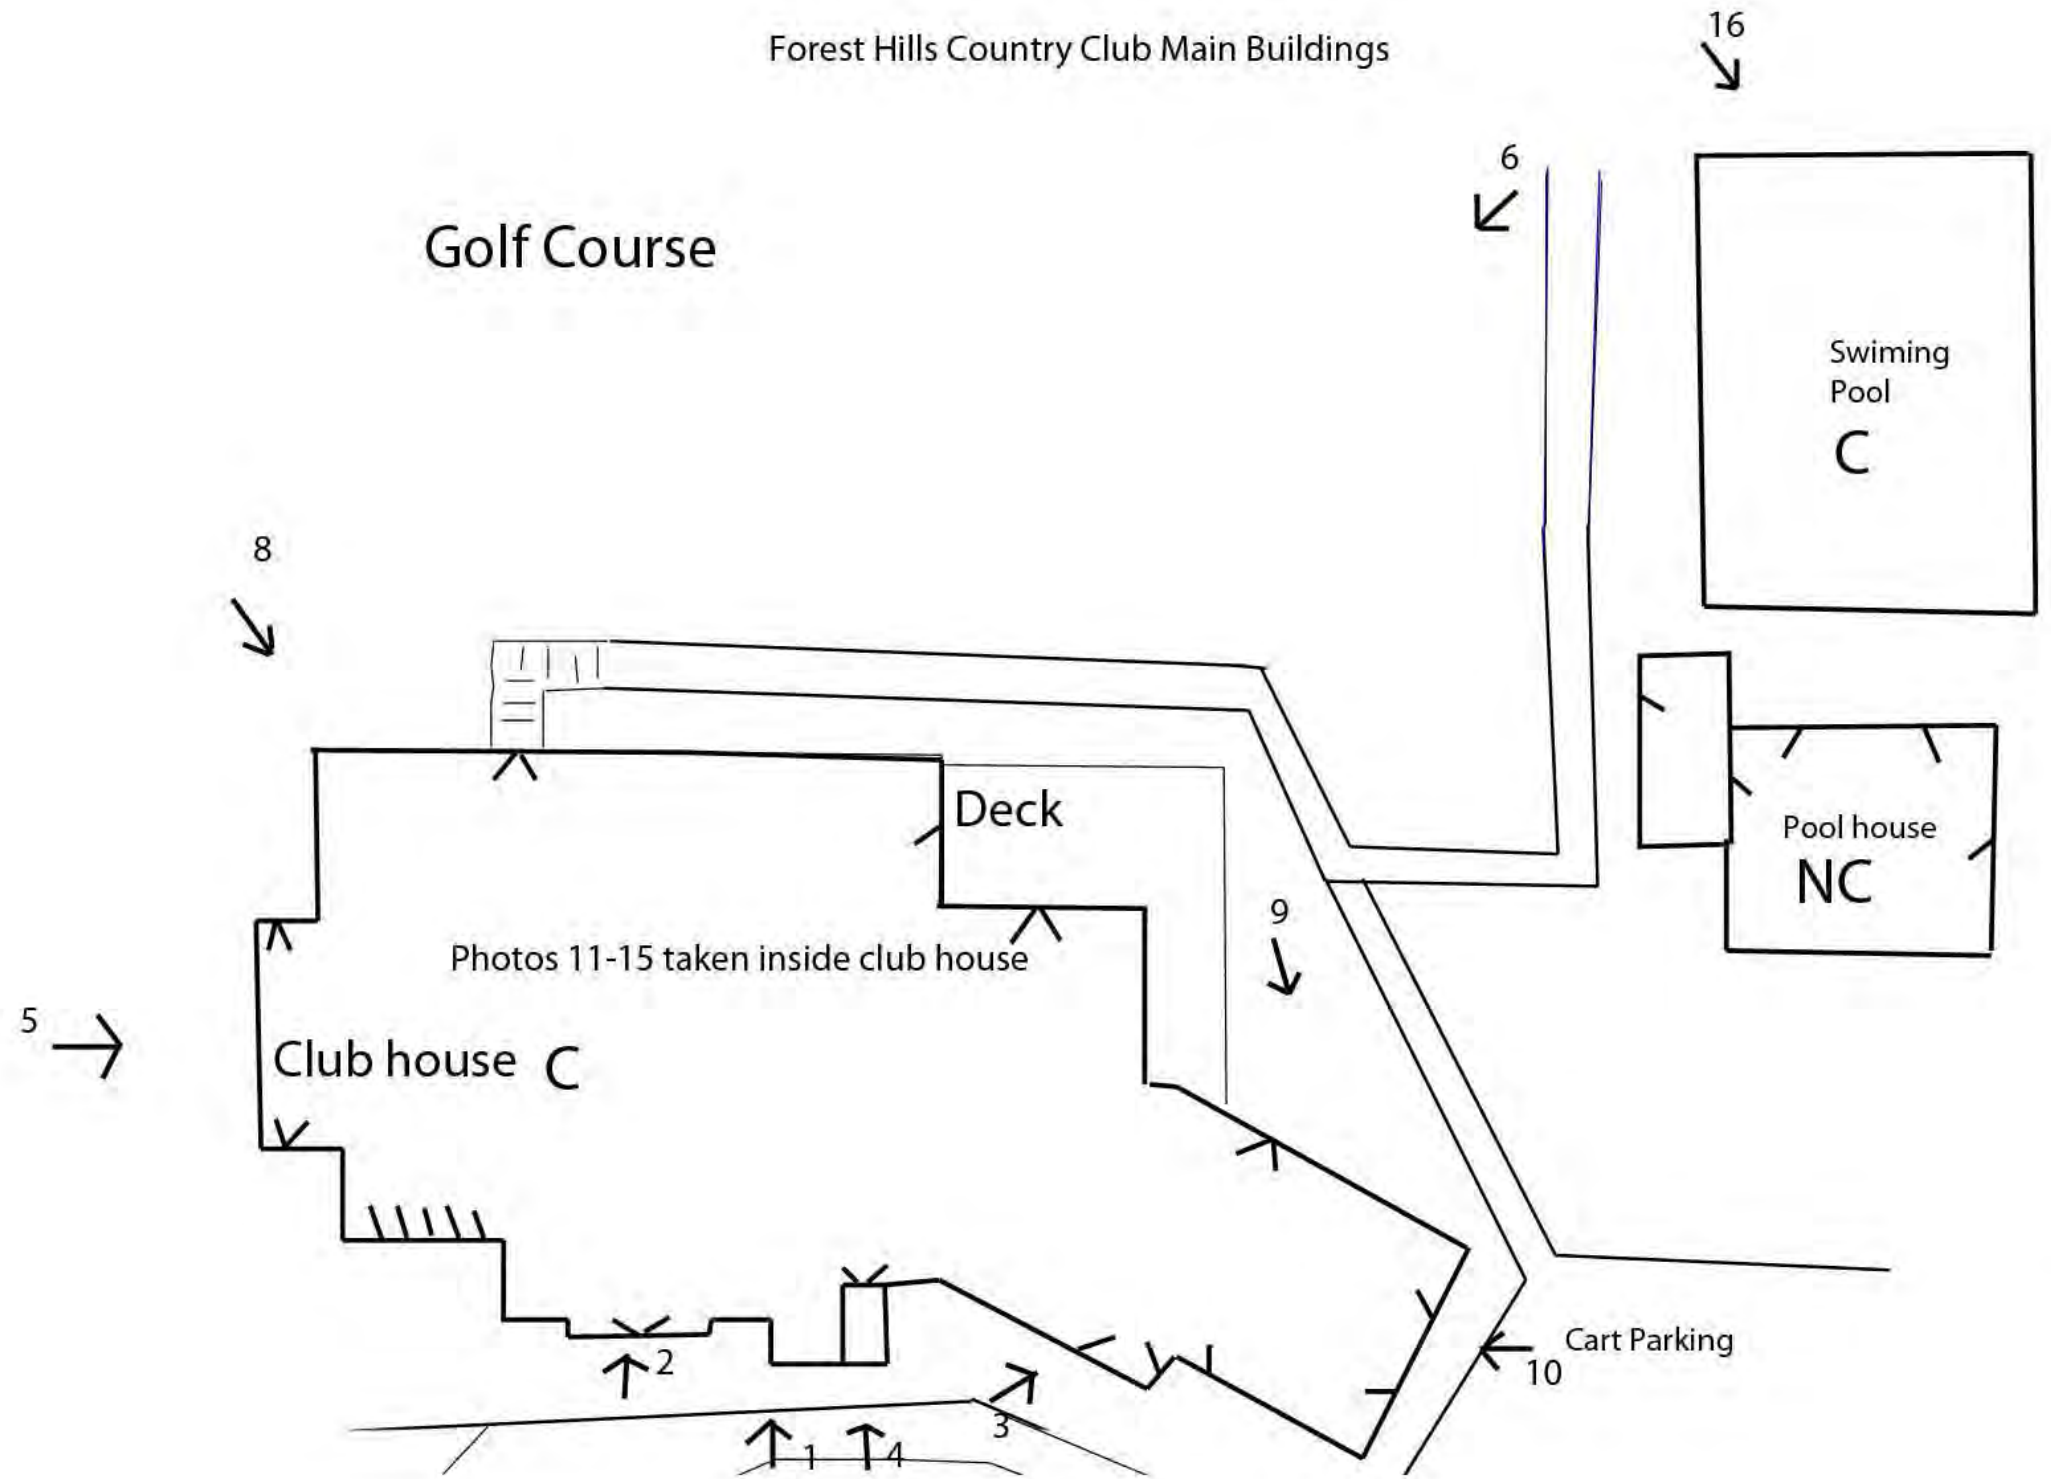 Forest Hills Country Club Main Buildings
16
6
Golf Course
Swiming
Pool
C
8
Deck
Pool house
NC
9
Photos 11-15 taken inside club house
5
Club house C
2
Cart Parking
10
3
1
4